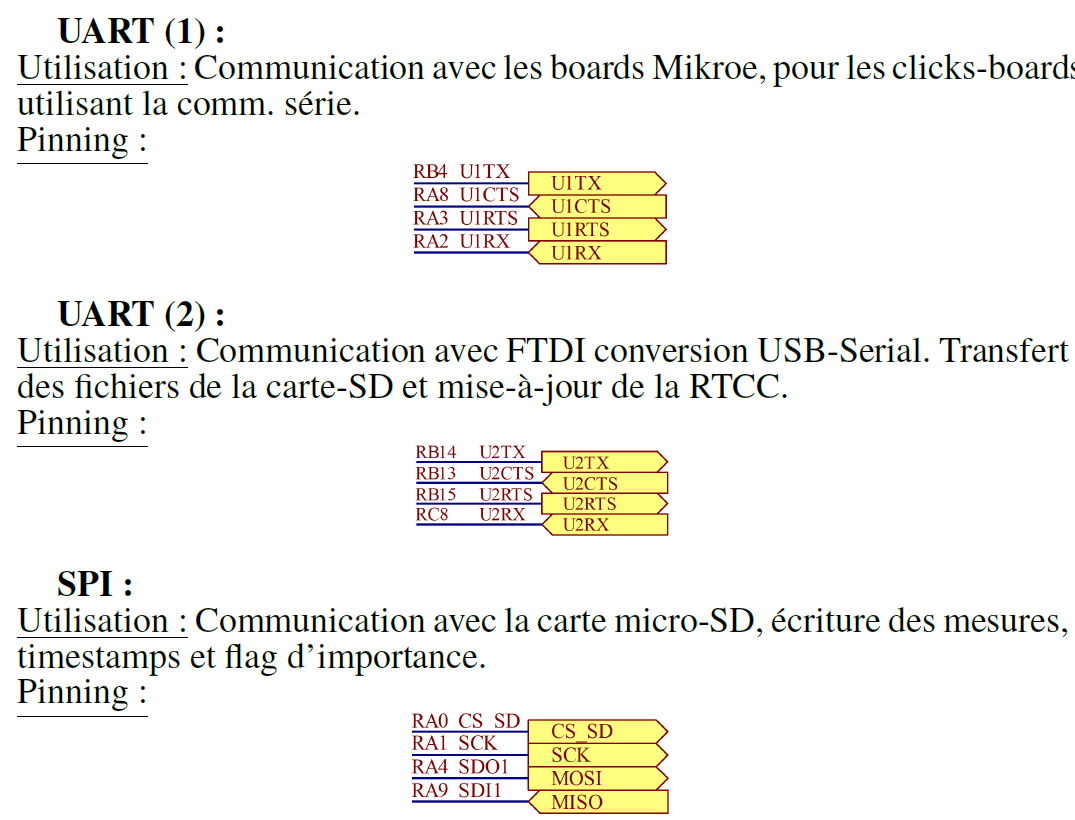 UART (1) :
Utilisation : Communication avec les boards Mikroe, pour les clicks-boards
utilisant la comm. série.
Pinning :
RB4 U1TX U1TX
RA8 U1CTS U1CTS
RA3 U1RTS U1RTS
RA2 U1RX U1RX
UART (2) :
Utilisation : Communication avec FTDI conversion USB-Serial. Transfert
des fichiers de la carte-SD et mise-à-jour de la RTCC.
Pinning :
RB14 U2TX U2TX
RB13 U2CTS U2CTS
RB15 U2RTS U2RTS
RC8 U2RX U2RX
SPI :
Utilisation : Communication avec la carte micro-SD, écriture des mesures,
timestamps et flag d'importance.
Pinning :
RA0 CS_SD CS_SD
RA1 SCK SCK
RA4 SDO1 MOSI
RA9 SDI1 MISO